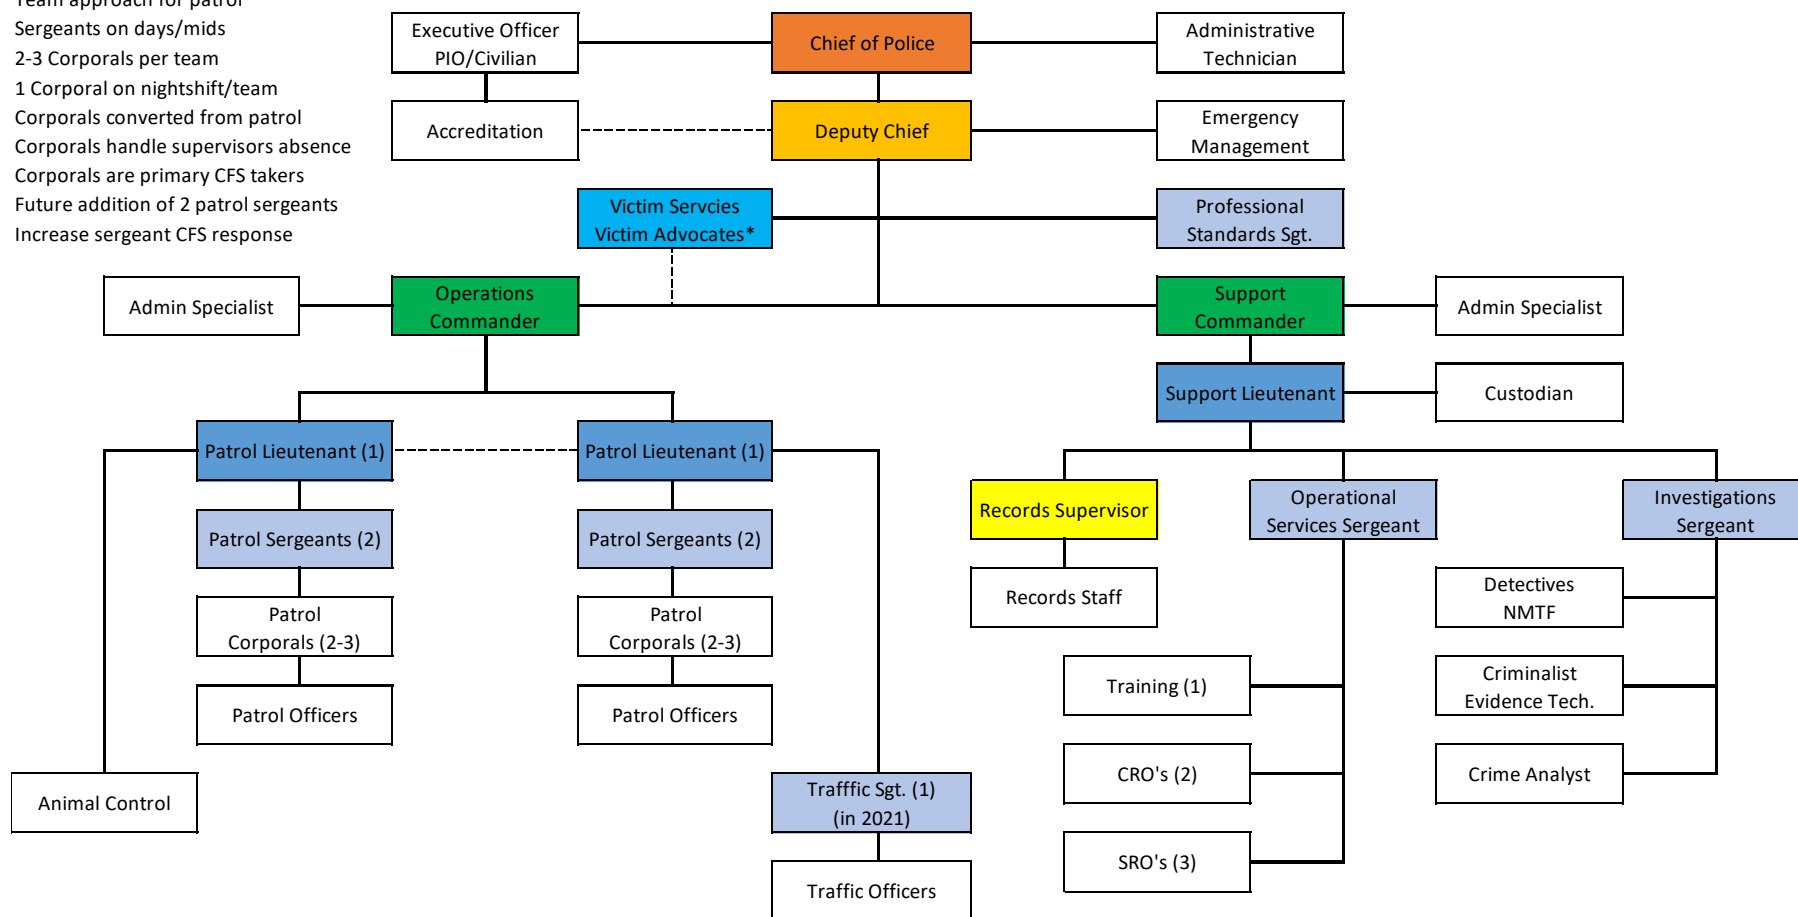 Team approach for patrol
Sergeants on days/mids
2-3 Corporals per team
1 Corporal on nightshift/team
Corporals converted from patrol
Corporals handle supervisors absence
Corporals are primary CFS takers
Future addition of 2 patrol sergeants
Increase sergeant CFS response
Executive Officer
PIO/Civilian
Chief of Police
Administrative
Technician
Accreditation
Deputy Chief
Emergency
Management
Victim Servcies
Victim Advocates*
Professional
Standards Sgt.
Admin Specialist
Operations
Commander
Support
Commander
Admin Specialist
Support Lieutenant
Custodian
Patrol Lieutenant (1)
Patrol Lieutenant (1)
Records Supervisor
Operational
Services Sergeant
Investigations
Sergeant
Patrol Sergeants (2)
Patrol Sergeants (2)
Records Staff
Detectives
NMTF
Patrol
Corporals (2-3)
Patrol
Corporals (2-3)
Training (1)
Criminalist
Evidence Tech.
Patrol Officers
Patrol Officers
CRO's (2)
Crime Analyst
Animal Control
Trafffic Sgt. (1)
(in 2021)
SRO's (3)
Traffic Officers